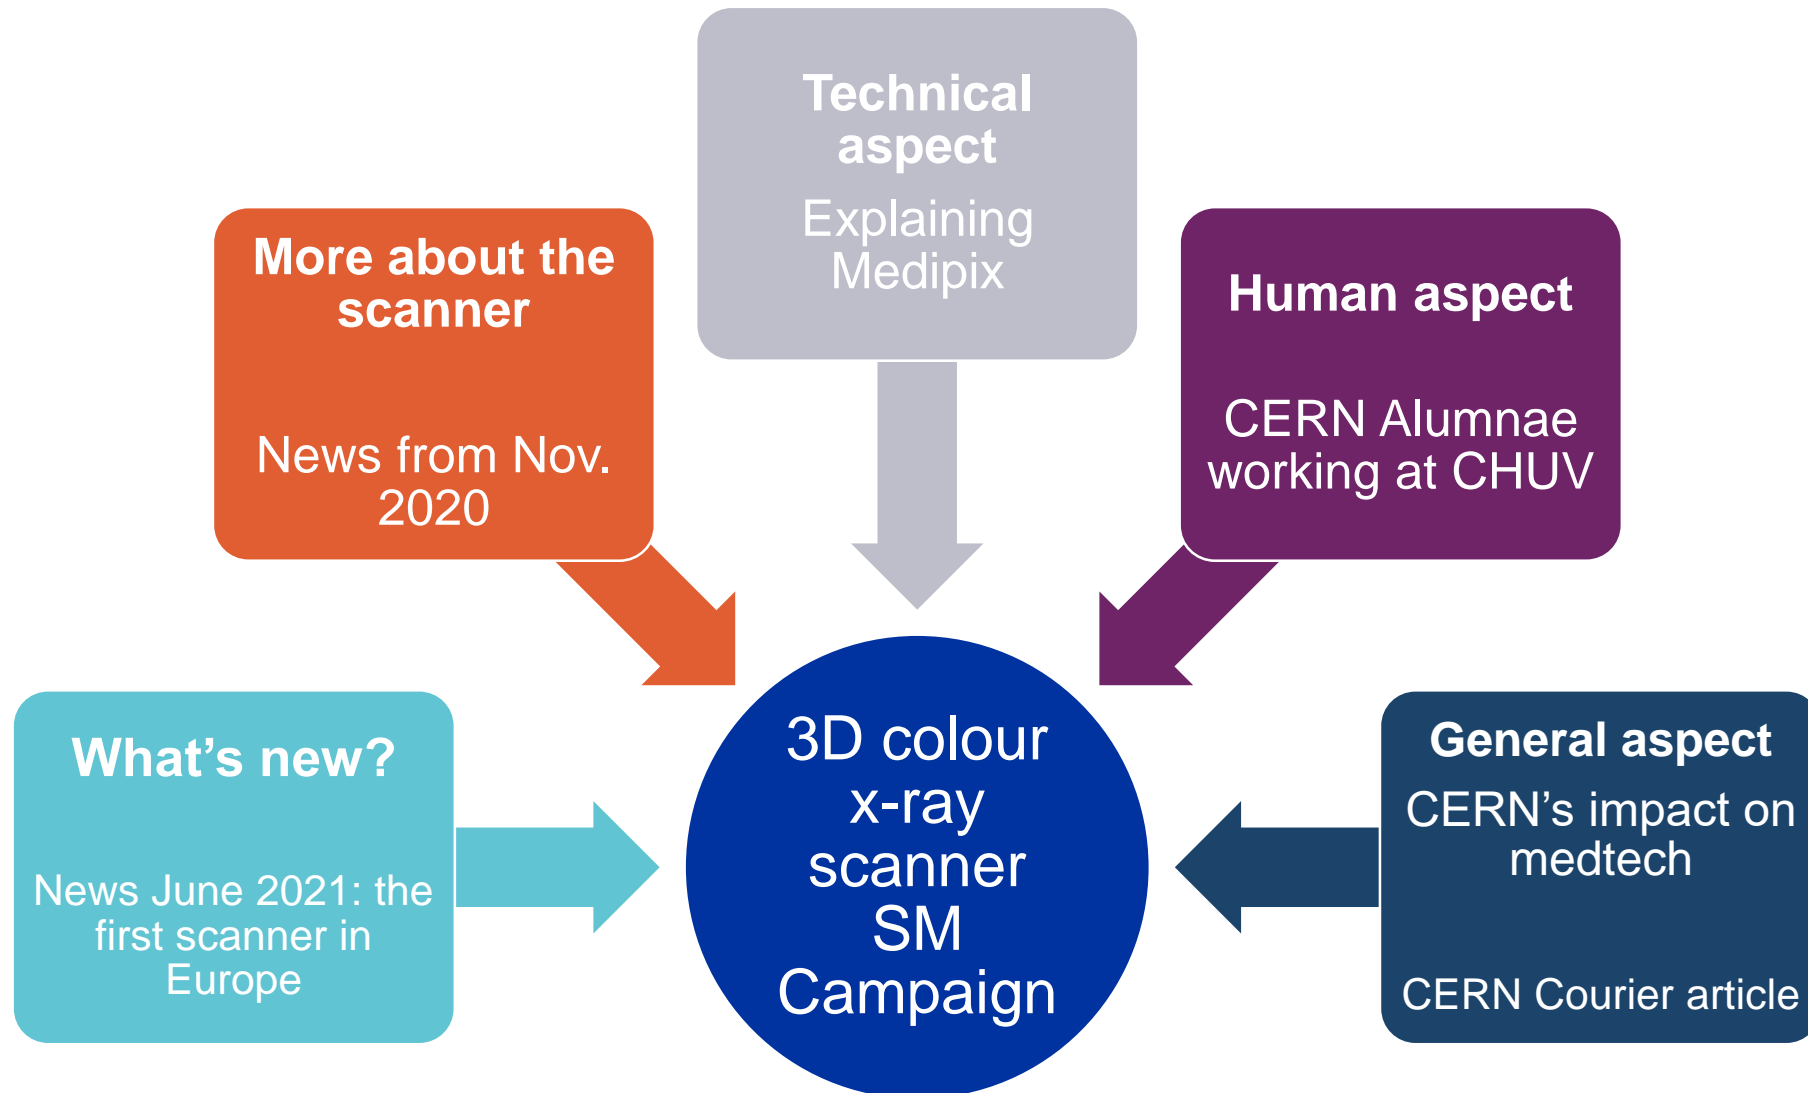 Technical
aspect
Explaining
Medipix
More about the
scanner
News from Nov.
2020
Human aspect
CERN Alumnae
working at CHUV
What’s new?
News June 2021: the
first scanner in
Europe
3D colour
x-ray
scanner
SM
Campaign
General aspect
CERN’s impact on
medtech
CERN Courier article